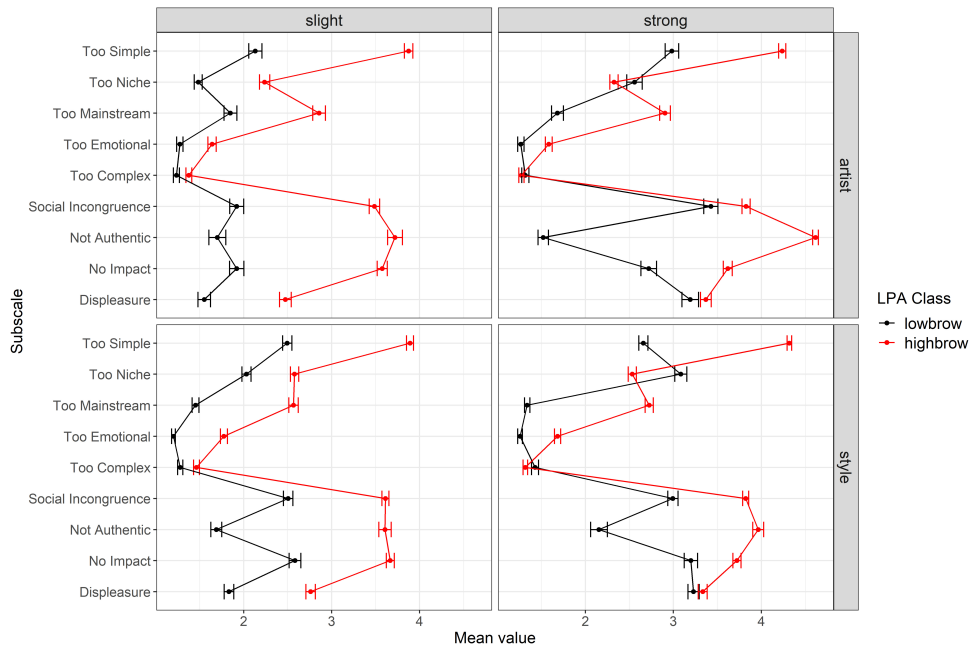 slight
strong
Too Simple
Too Niche
Too Mainstream
Too Emotional
Too Complex
Social Incongruence
Not Authentic
No Impact
Displeasure
artist
Too Simple
Too Niche
Too Mainstream
Too Emotional
Too Complex
Social Incongruence
Not Authentic
No Impact
Displeasure
style
Subscale
2 3 4
2 3 4
Mean value
LPA Class
lowbrow
highbrow